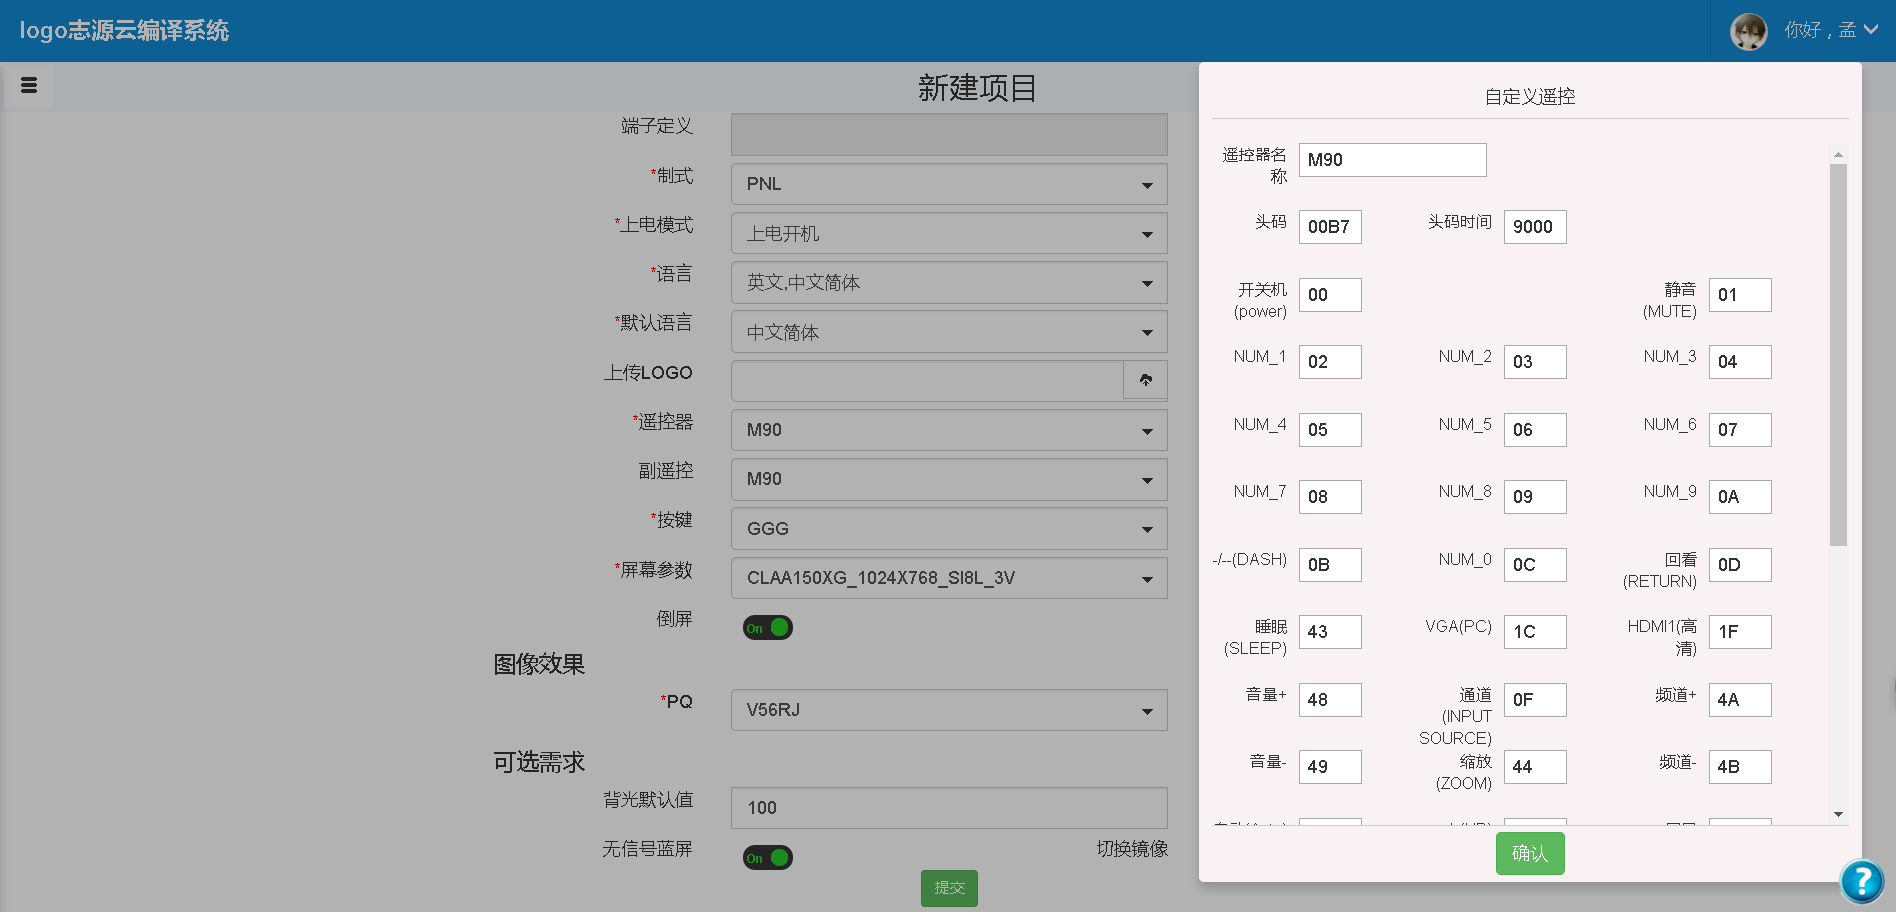 logo志源云编译系统
你好，孟
新建项目
端子定义
*制式
PNL
*上电模式
上电开机
*语言
英文,中文简体
*默认语言
中文简体
上传LOGO
*遥控器
M90
副遥控
M90
*按键
GGG
*屏幕参数
CLAA150XG_1024X768_SI8L_3V
倒屏
On
图像效果
*PQ
V56RJ
可选需求
背光默认值
100
无信号蓝屏
On
切换镜像
提交
自定义遥控
遥控器名
称
M90
头码
00B7
头码时间
9000
开关机
(power)
00
静音
(MUTE)
01
NUM_1
02
NUM_2
03
NUM_3
04
NUM_4
05
NUM_5
06
NUM_6
07
NUM_7
08
NUM_8
09
NUM_9
0A
-/--(DASH)
0B
NUM_0
0C
回看
(RETURN)
0D
睡眠
(SLEEP)
43
VGA(PC)
1C
HDMI1(高
清)
1F
音量+
48
通道
(INPUT
SOURCE)
0F
频道+
4A
音量-
49
缩放
(ZOOM)
44
频道-
4B
确认
?